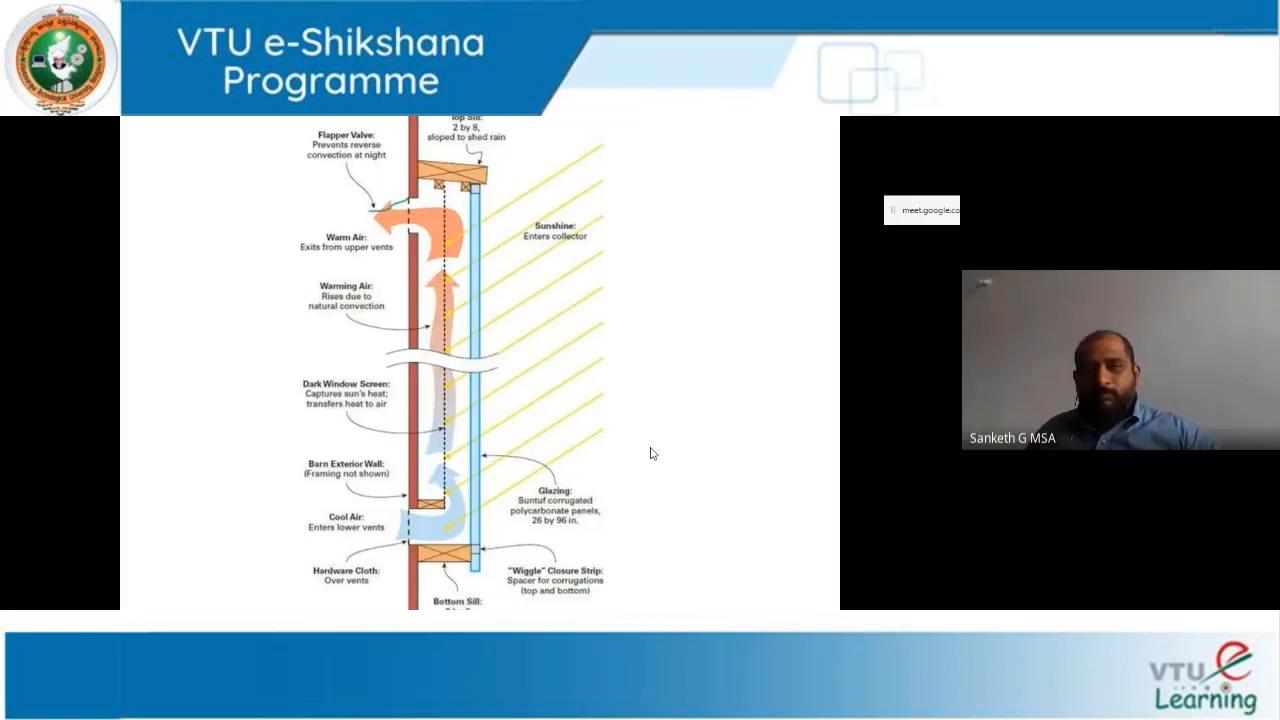 VTU e-Shikshana
Programme
Top Sill:
2 by 8,
sloped to shed rain
Flapper Valve:
Prevents reverse
convection at night
Warm Air:
Exits from upper vents
Sunshine:
Enters collector
Warming Air:
Rises due to
natural convection
Dark Window Screen:
Captures sun's heat;
transfers heat to air
Barn Exterior Wall:
(Framing not shown)
Glazing:
Suntuf corrugated
polycarbonate panels,
26 by 96 in.
Cool Air:
Enters lower vents
Hardware Cloth:
Over vents
"Wiggle" Closure Strip:
Spacer for corrugations
(top and bottom)
Bottom Sill:
meet.google.co
Sanketh G MSA
VTU
Learning